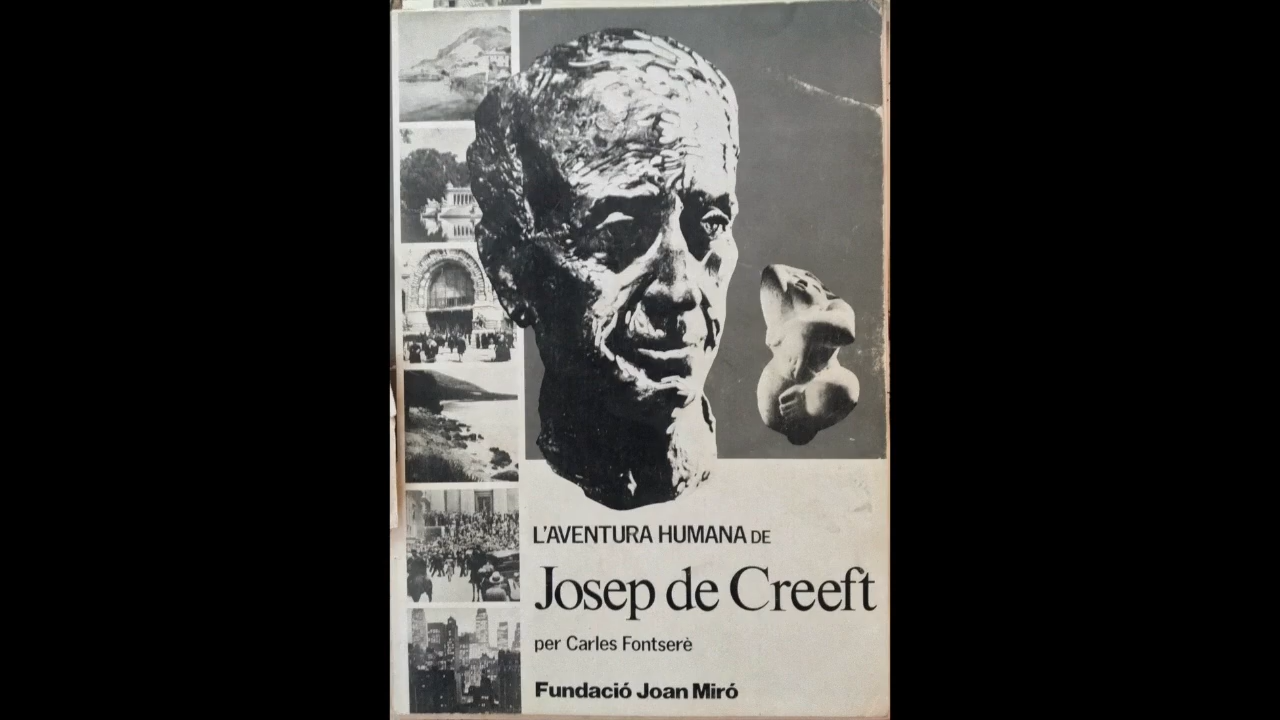 L'AVENTURA HUMANA DE
Josep de Creeft
per Carles Fontserè
Fundació Joan Miró